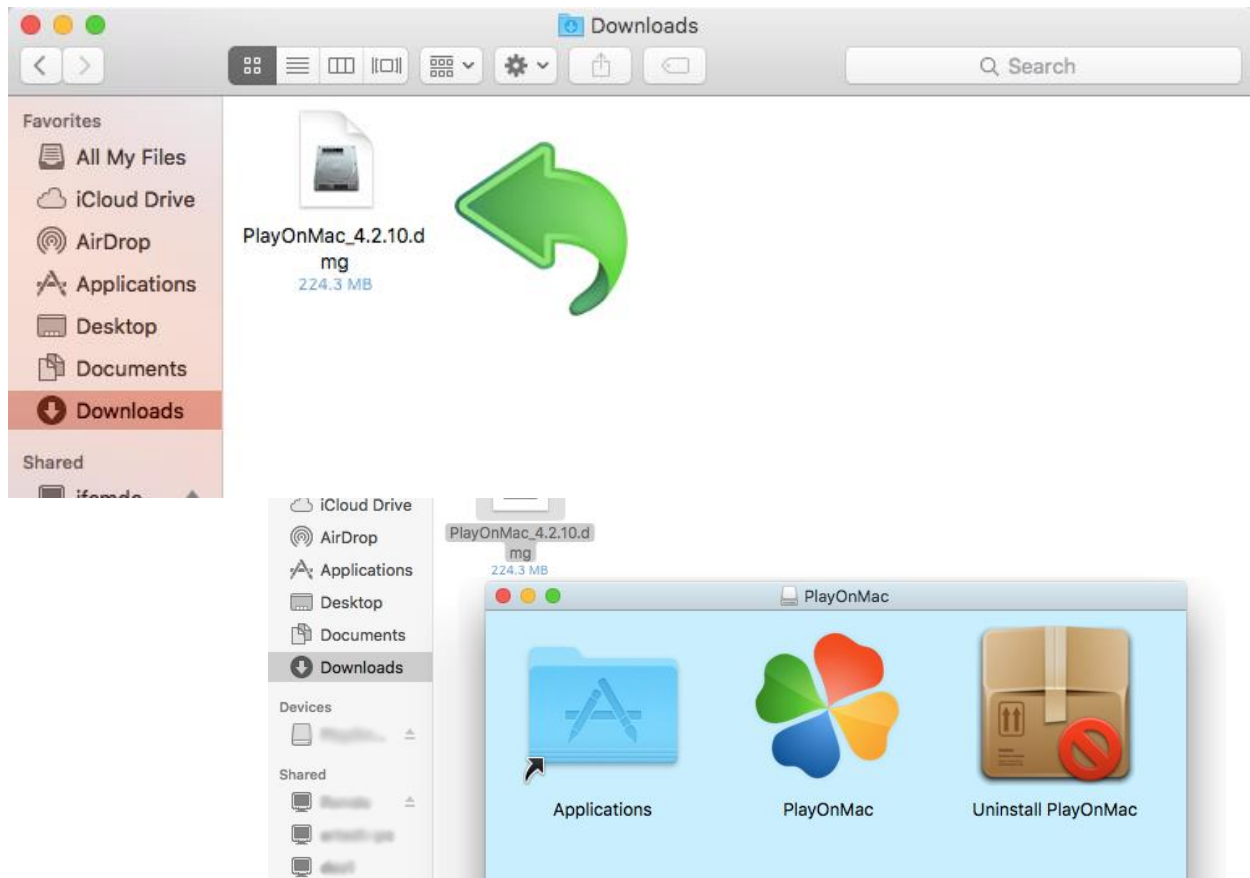 Downloads
Search
Favorites
All My Files
iCloud Drive
AirDrop
Applications
Desktop
Documents
Downloads
Shared
PlayOnMac_4.2.10.d
mg
224.3 MB
iCloud Drive
AirDrop
Applications
Desktop
Documents
Downloads
Devices
Shared
PlayOnMac_4.2.10.d
mg
224.3 MB
PlayOnMac
Applications
PlayOnMac
Uninstall PlayOnMac